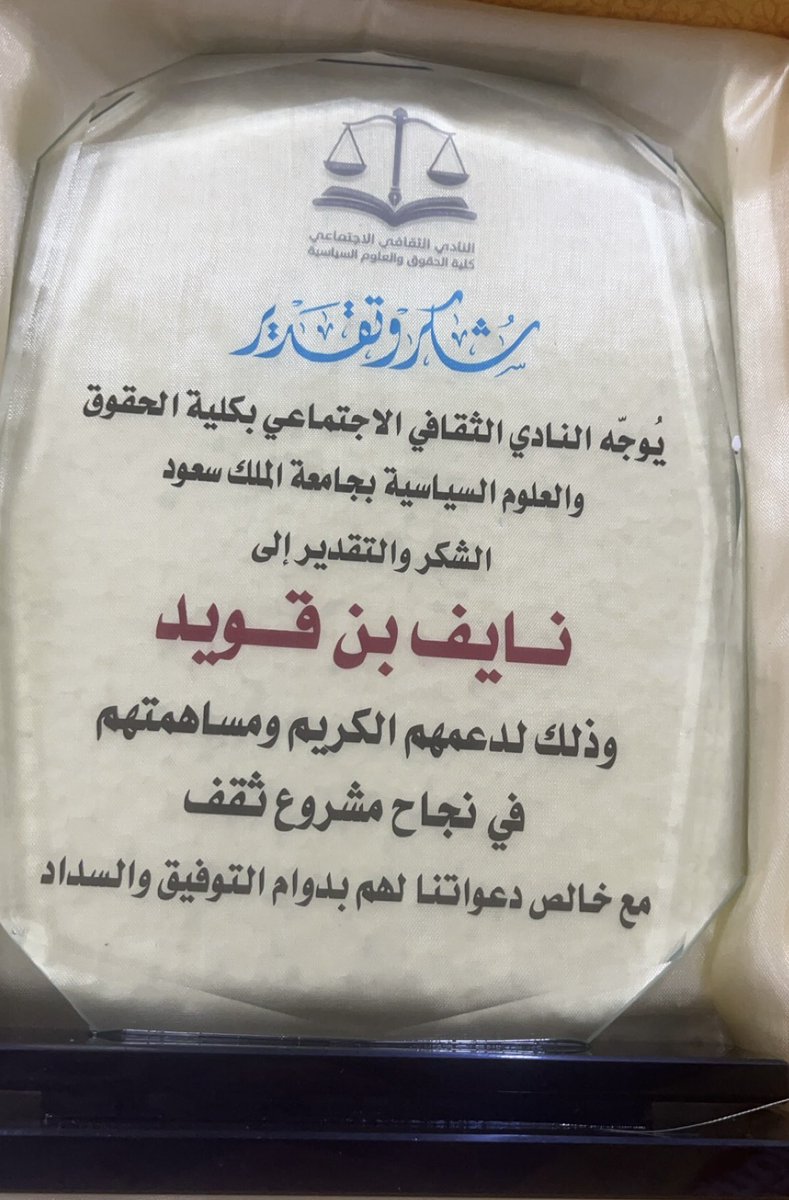 النادي الثقافي الاجتماعي
كلية الحقوق والعلوم السياسية
شكر وتقدير
يُوجّه النادي الثقافي الاجتماعي بكلية الحقوق
والعلوم السياسية بجامعة الملك سعود
الشكر والتقدير إلى
نايف بن قويد
وذلك لدعمهم الكريم ومساهمتهم
في نجاح مشروع ثقف
مع خالص دعواتنا لهم بدوام التوفيق والسداد